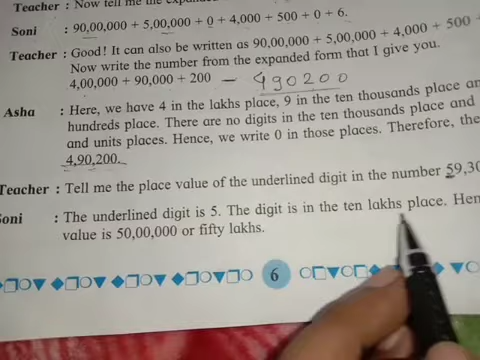 Teacher : Now tell me the
Soni : 90,00,000 + 5,00,000 + 0 + 4,000 + 500 + 0 + 6.
Teacher : Good! It can also be written as 90,00,000 + 5,00,000 + 4,000 + 500
Now write the number from the expanded form that I give you.
4,00,000 + 90,000 + 200 — 490200
Asha : Here, we have 4 in the lakhs place, 9 in the ten thousands place an
hundreds place. There are no digits in the ten thousands place and
and units places. Hence, we write 0 in those places. Therefore, the
4,90,200.
Teacher : Tell me the place value of the underlined digit in the number 59,30
Soni : The underlined digit is 5. The digit is in the ten lakhs place. Hen
value is 50,00,000 or fifty lakhs.
6